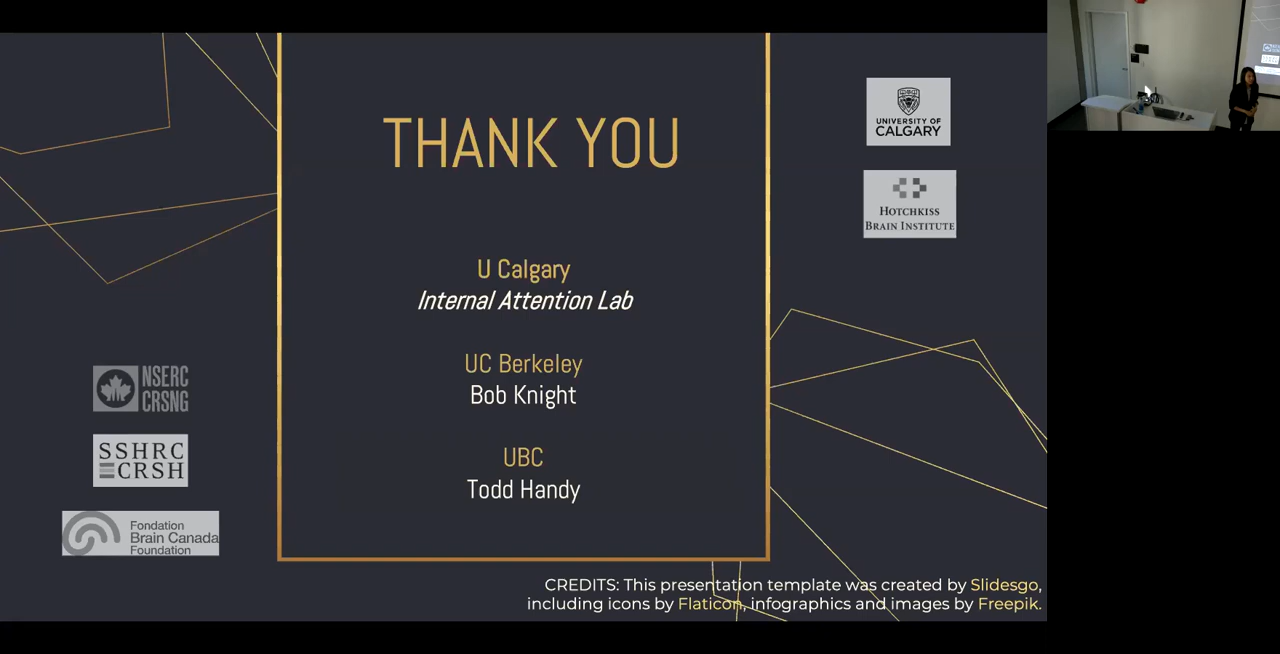 THANK YOU
U Calgary
Internal Attention Lab
UC Berkeley
Bob Knight
UBC
Todd Handy
UNIVERSITY OF
CALGARY
HOTCHKISS
BRAIN INSTITUTE
NSERC
CRSNG
SSHRC
CRSH
Fondation
Brain Canada
Foundation
CREDITS: This presentation template was created by Slidesgo,
including icons by Flaticon, infographics and images by Freepik.